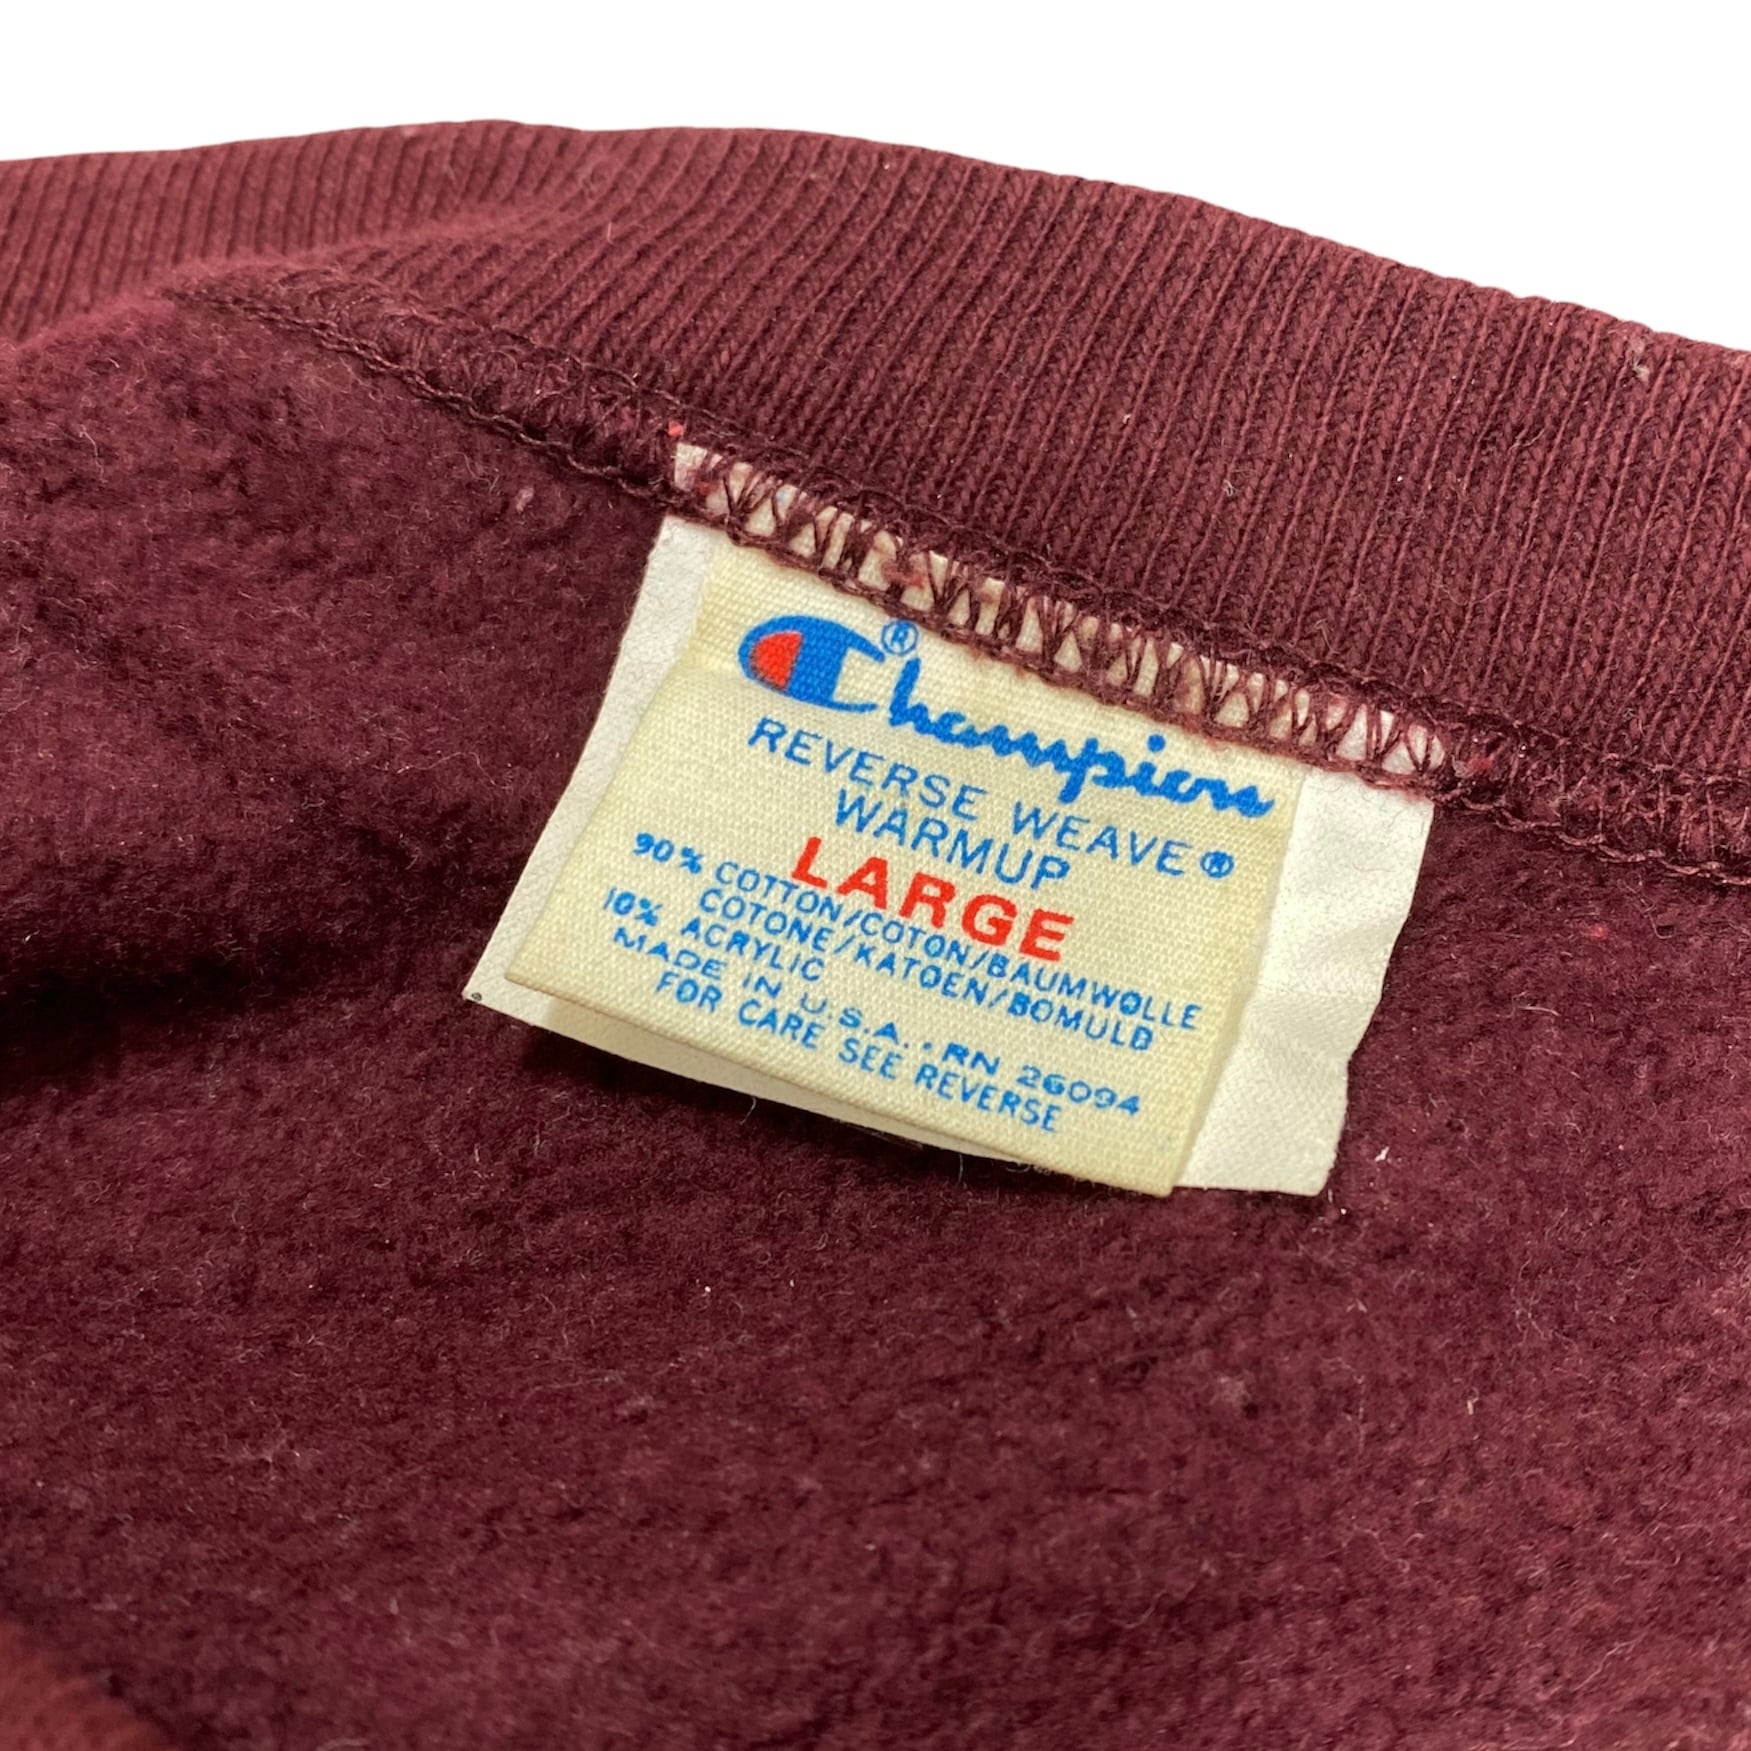 Champion®
REVERSE WEAVE®
WARMUP
LARGE
90% COTTON/COTON/BAUMWOLLE
COTONE/KATOEN/BOMULD
10% ACRYLIC
MADE IN U.S.A. · RN 26094
FOR CARE SEE REVERSE